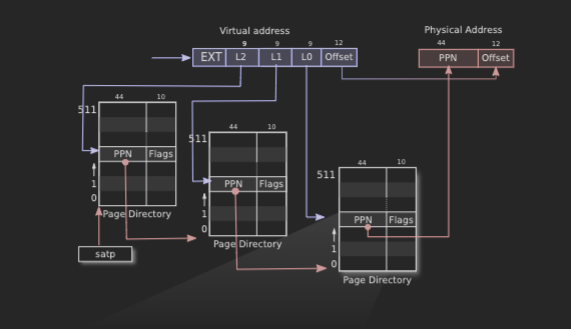 Virtual address
Physical Address
9 9 9 12
44 12
EXT L2 L1 L0 Offset
PPN Offset
44 10
511
PPN Flags
1
0
Page Directory
satp
44 10
511
PPN Flags
1
0
Page Directory
44 10
511
PPN Flags
1
0
Page Directory